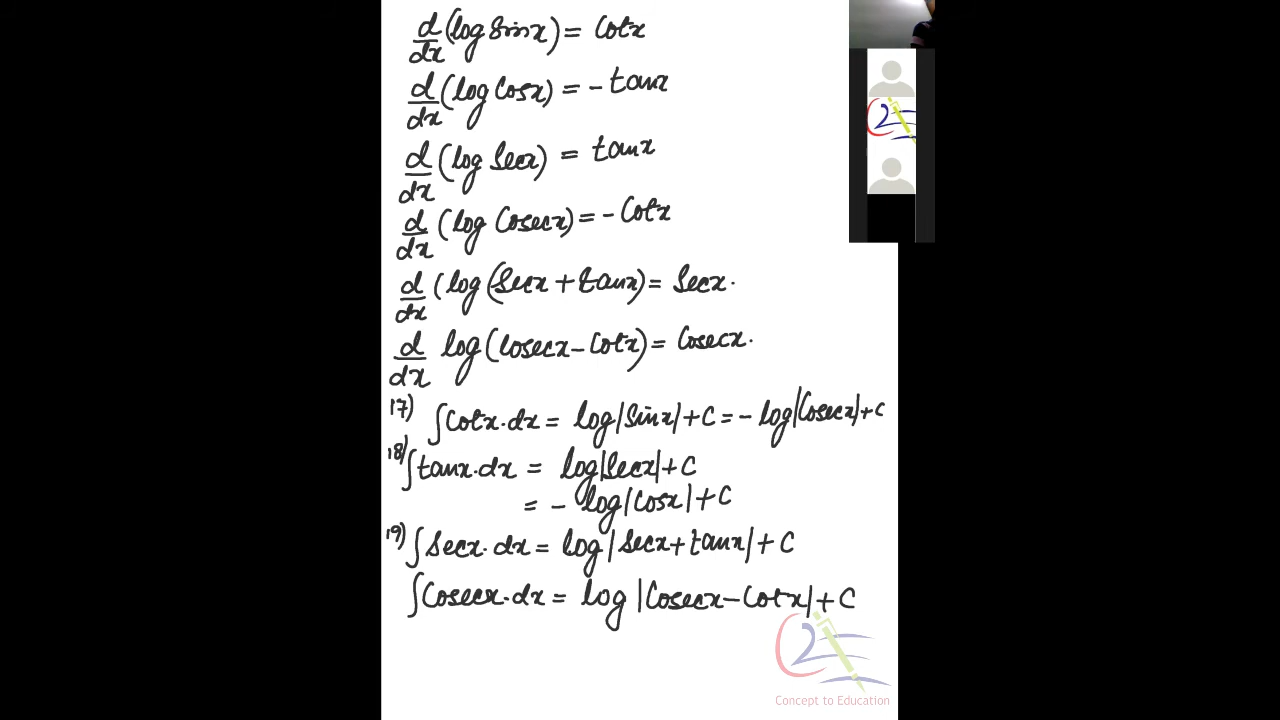 d/dx (log Sinx) = Cotx
d/dx (log Cosx) = - tanx
d/dx (log Secx) = tanx
d/dx (log Cosecx) = - Cotx
d/dx (log (Secx + tanx) = Secx.
d/dx log (Cosecx - Cotx) = Cosecx.
17) ∫Cotx.dx = log|Sinx| + C = - log|Cosecx| + C
18) ∫tanx.dx = log|Secx| + C
= - log|Cosx| + C
19) ∫Secx.dx = log|Secx + tanx| + C
∫Cosecx.dx = log |Cosecx - Cotx| + C
C2E
Concept to Education